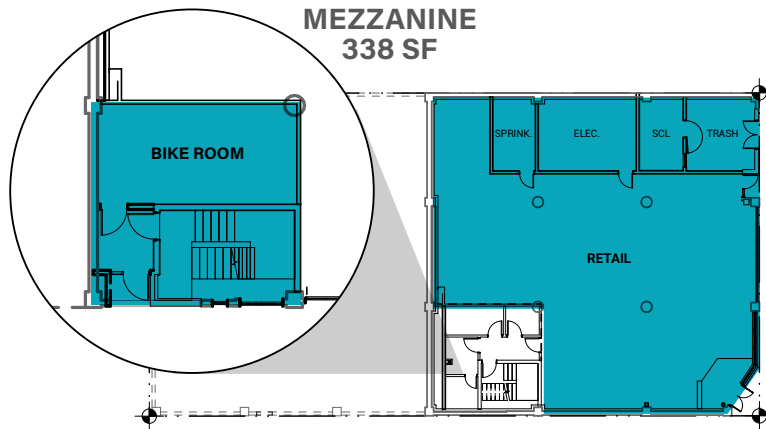 MEZZANINE
338 SF
BIKE ROOM
SPRINK.
ELEC.
SCL
TRASH
RETAIL